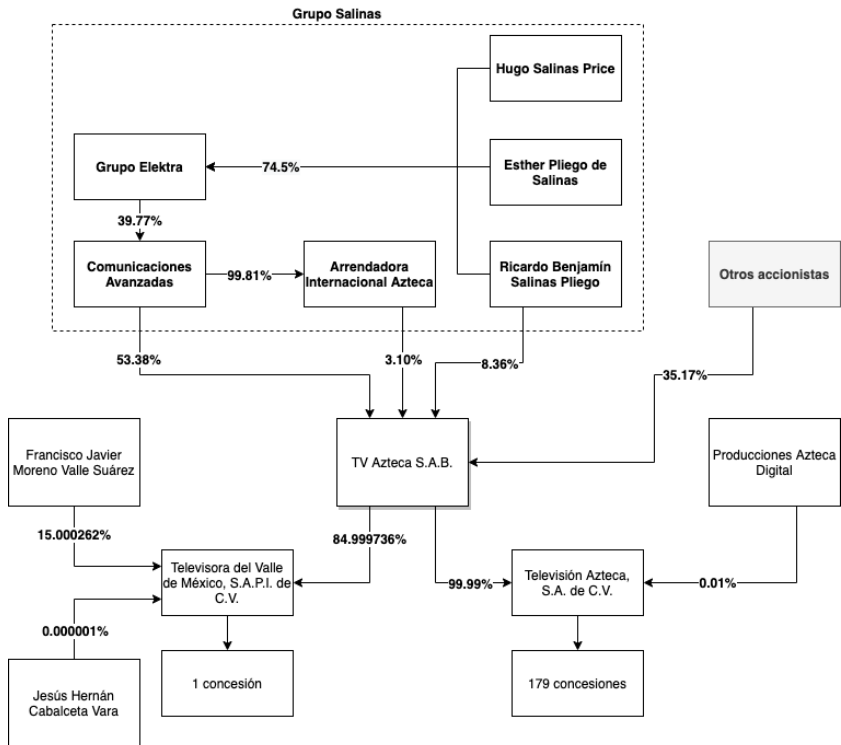 Grupo Salinas
Hugo Salinas Price
Grupo Elektra
74.5%
Esther Pliego de
Salinas
39.77%
Comunicaciones
Avanzadas
99.81%
Arrendadora
Internacional Azteca
Ricardo Benjamín
Salinas Pliego
Otros accionistas
53.38%
3.10%
8.36%
35.17%
Francisco Javier
Moreno Valle Suárez
TV Azteca S.A.B.
Producciones Azteca
Digital
15.000262%
84.999736%
Televisora del Valle
de México, S.A.P.I. de
C.V.
99.99%
Televisión Azteca,
S.A. de C.V.
0.01%
0.000001%
Jesús Hernán
Cabalceta Vara
1 concesión
179 concesiones